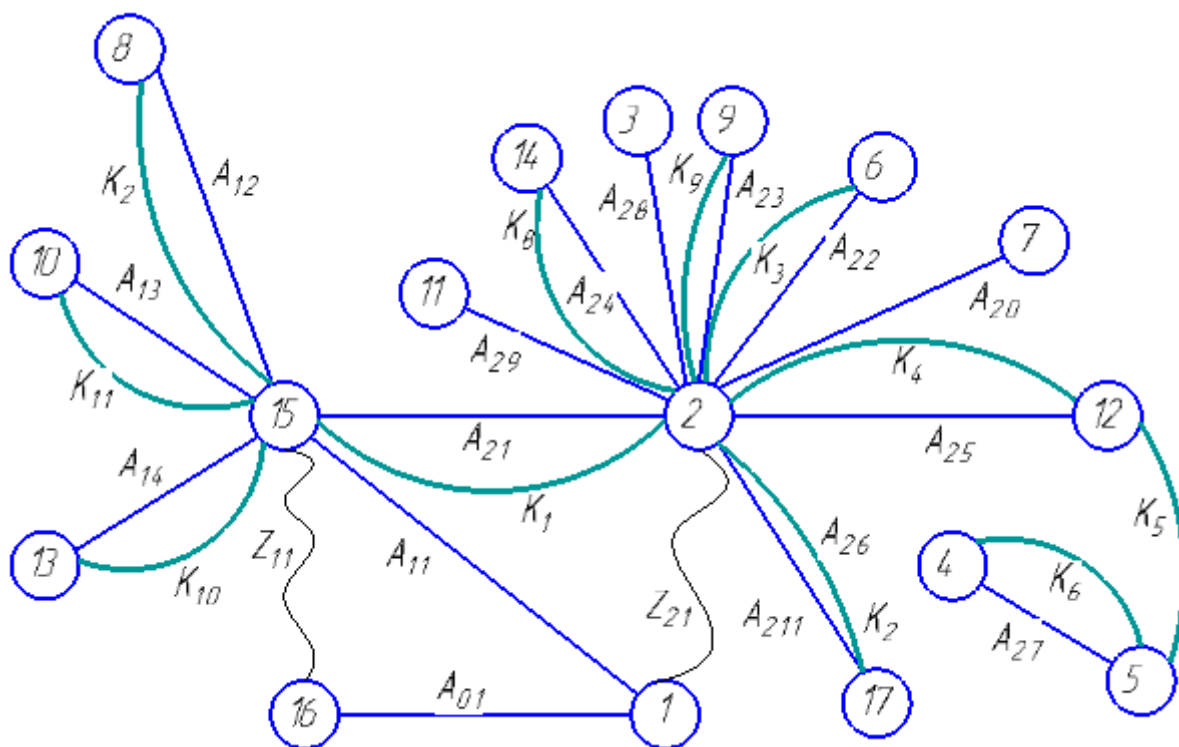 8
3
9
14
6
K₉
A₂₃
K₂
A₁₂
A₂₈
K₈
7
10
A₁₃
11
K₃
A₂₂
A₂₄
A₂₀
A₂₉
K₄
K₁₁
15
2
12
A₂₁
A₂₅
A₁₄
K₁
K₅
Z₁₁
A₂₆
13
A₁₁
4
K₆
K₁₀
Z₂₁
A₂₁₁
K₂
A₂₇
5
A₀₁
16
1
17